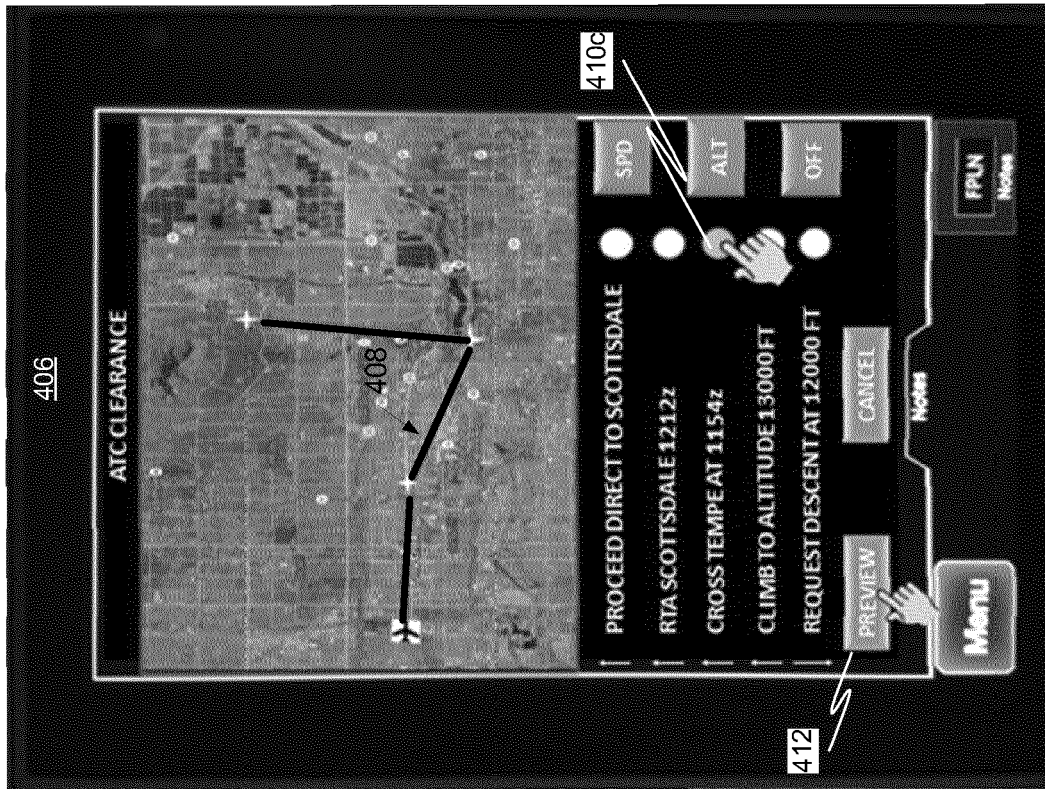 406
ATC CLEARANCE
408
PROCEED DIRECT TO SCOTTSDALE
SPD
410c
RTA SCOTTSDALE 1212z
CROSS TEMPE AT 1154z
ALT
CLIMB TO ALTITUDE 13000FT
REQUEST DESCENT AT 12000 FT
OFF
PREVIEW
CANCEL
412
Notes
Menu
FPLN
Notes